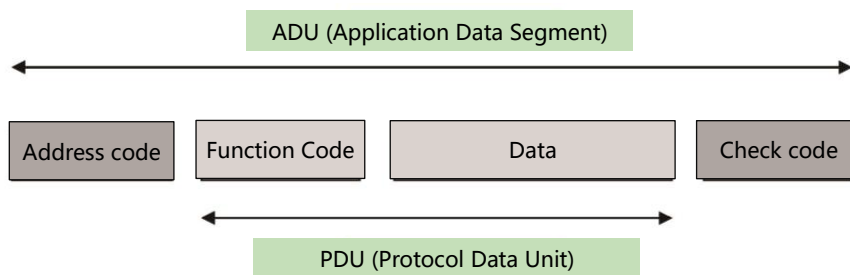 ADU (Application Data Segment)
Address code Function Code Data Check code
PDU (Protocol Data Unit)